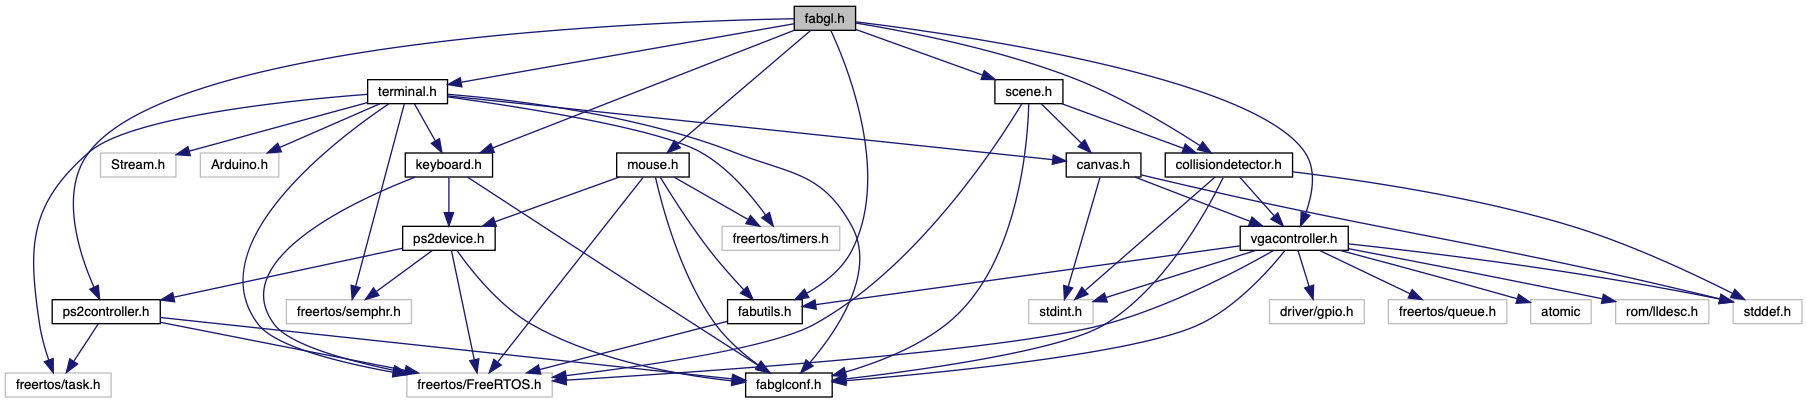 fabgl.h
terminal.h
scene.h
Stream.h
Arduino.h
keyboard.h
mouse.h
canvas.h
collisiondetector.h
ps2device.h
freertos/timers.h
vgacontroller.h
ps2controller.h
freertos/semphr.h
fabutils.h
stdint.h
driver/gpio.h
freertos/queue.h
atomic
rom/lldesc.h
stddef.h
freertos/task.h
freertos/FreeRTOS.h
fabglconf.h